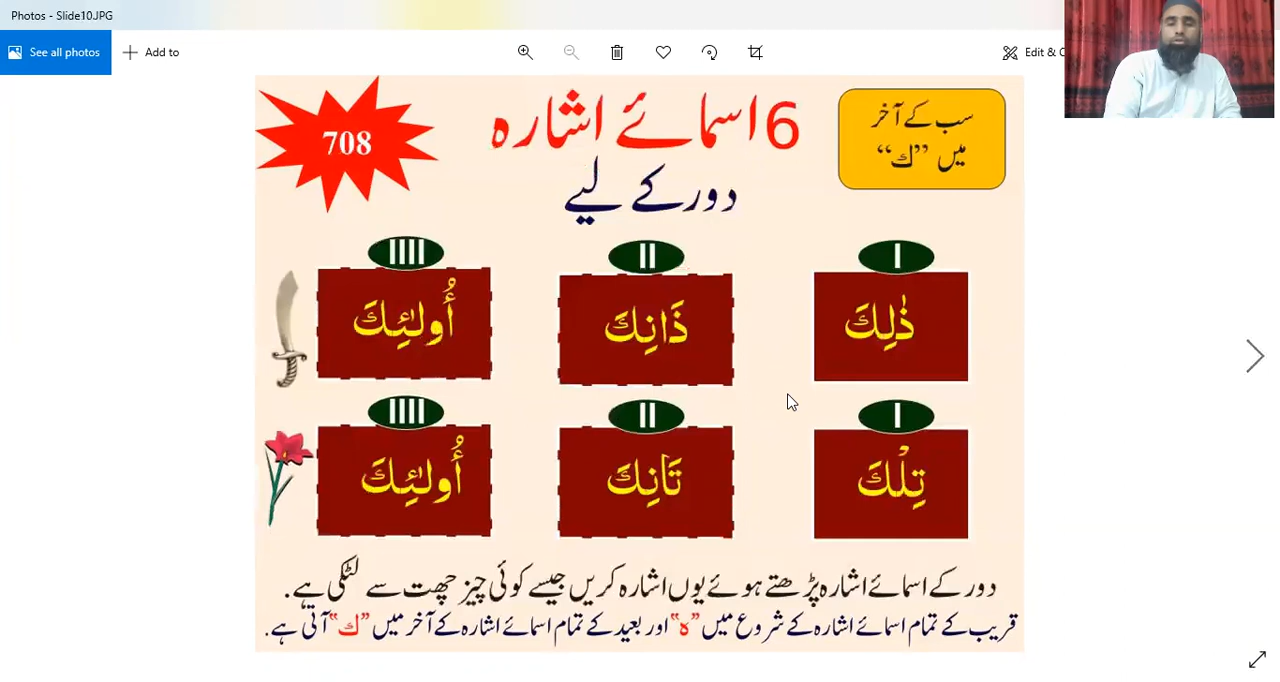 Photos - Slide10.JPG
See all photos
Add to
Edit & C
708
6 اسمائے اشارہ
دور کے لیے
سب کے آخر
میں ”ك“
I
II
IIII
ذٰلِكَ
ذَانِكَ
أُولٰئِكَ
I
II
IIII
تِلْكَ
تَانِكَ
أُولٰئِكَ
دور کے اسمائے اشارہ پڑھتے ہوئے یوں اشارہ کریں جیسے کوئی چیز چھت سے لٹکی ہے.
قریب کے تمام اسمائے اشارہ کے شروع میں ”ہ“ اور بعید کے تمام اسمائے اشارہ کے آخر میں ”ك“ آتی ہے.